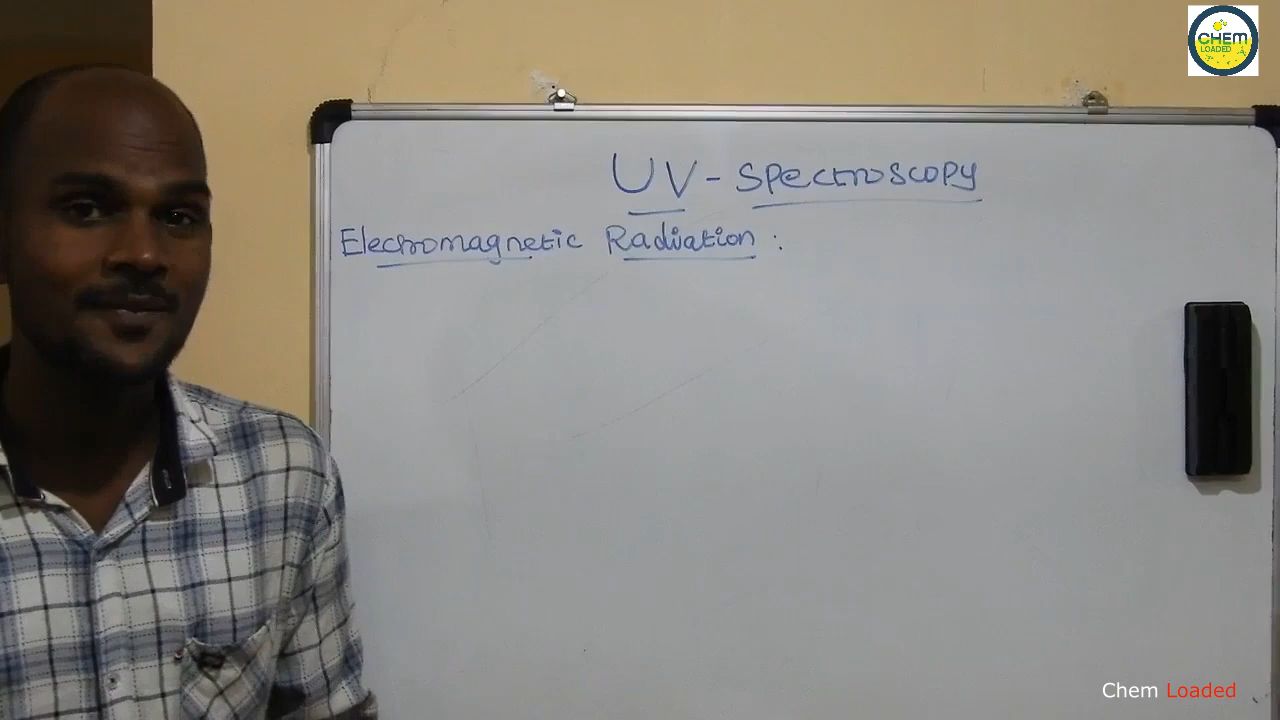 CHEM
LOADED
UV - Spectroscopy
Electromagnetic Radiation :
Chem Loaded